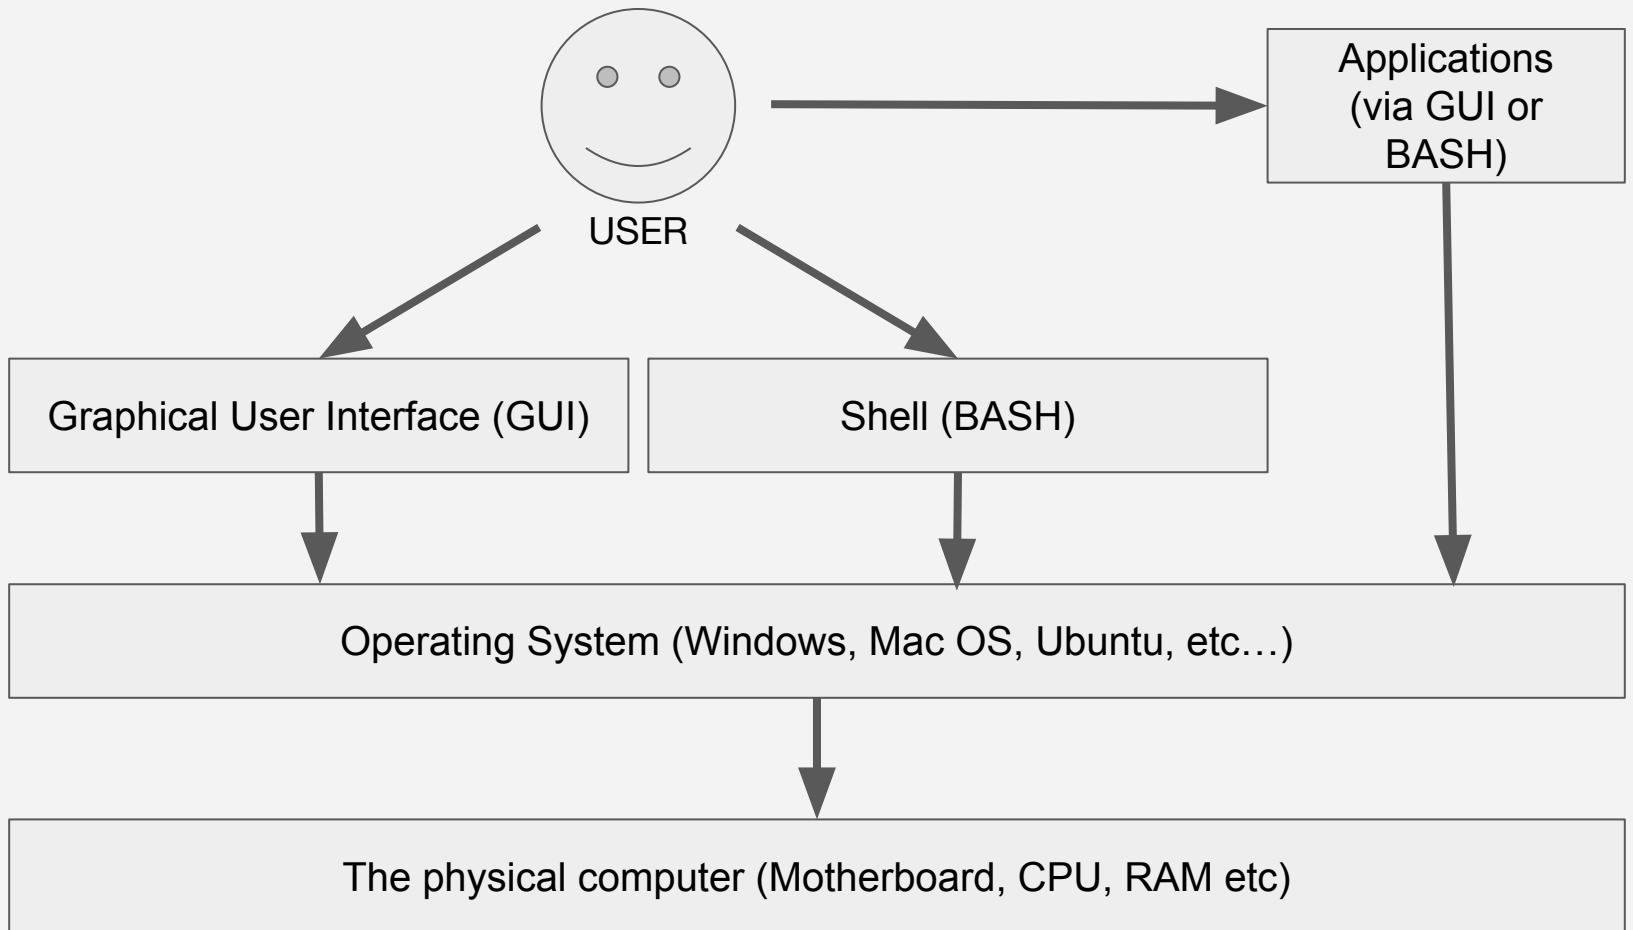 Applications
(via GUI or
BASH)
USER
Graphical User Interface (GUI)
Shell (BASH)
Operating System (Windows, Mac OS, Ubuntu, etc…)
The physical computer (Motherboard, CPU, RAM etc)